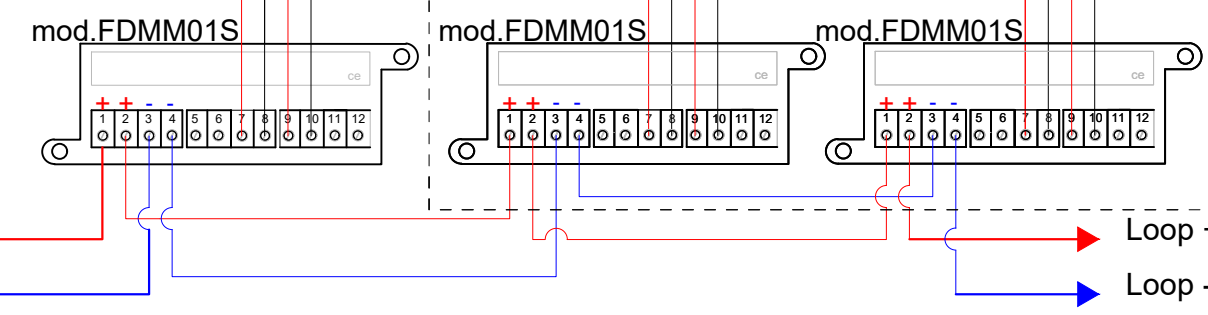 mod.FDMM01S mod.FDMM01S mod.FDMM01S
ce ce ce
+ + - - + + - - + + - -
1 2 3 4 5 6 7 8 9 10 11 12 1 2 3 4 5 6 7 8 9 10 11 12 1 2 3 4 5 6 7 8 9 10 11 12
Loop -
Loop -